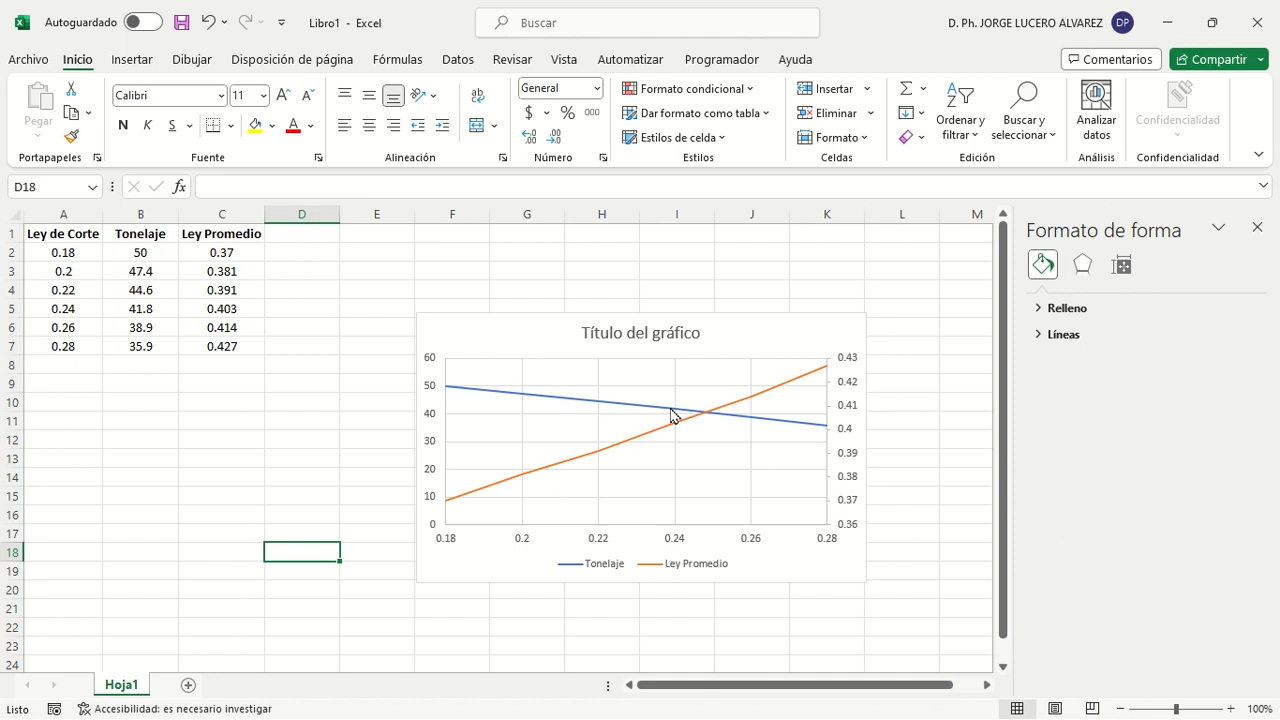 Autoguardado
Libro1 - Excel
Buscar
D. Ph. JORGE LUCERO ALVAREZ
DP
Archivo Inicio Insertar Dibujar Disposición de página Fórmulas Datos Revisar Vista Automatizar Programador Ayuda
Comentarios
Compartir
Pegar
Calibri 11
N K S
General
$ % 000
Formato condicional
Dar formato como tabla
Estilos de celda
Insertar
Eliminar
Formato
Ordenar y
filtrar
Buscar y
seleccionar
Analizar
datos
Confidencialidad
Portapapeles Fuente Alineación Número Estilos Celdas Edición Análisis Confidencialidad
D18
fx
A B C D E F G H I J K L M
1 Ley de Corte Tonelaje Ley Promedio
2 0.18 50 0.37
3 0.2 47.4 0.381
4 0.22 44.6 0.391
5 0.24 41.8 0.403
6 0.26 38.9 0.414
7 0.28 35.9 0.427
8
9
10
11
12
13
14
15
16
17
18
19
20
21
22
23
24
Título del gráfico
60 0.43
50 0.42
40 0.41
30 0.4
20 0.39
10 0.38
0 0.37
0.36
0.18 0.2 0.22 0.24 0.26 0.28
Tonelaje Ley Promedio
Formato de forma
Relleno
Líneas
Hoja1
Listo
Accesibilidad: es necesario investigar
100%